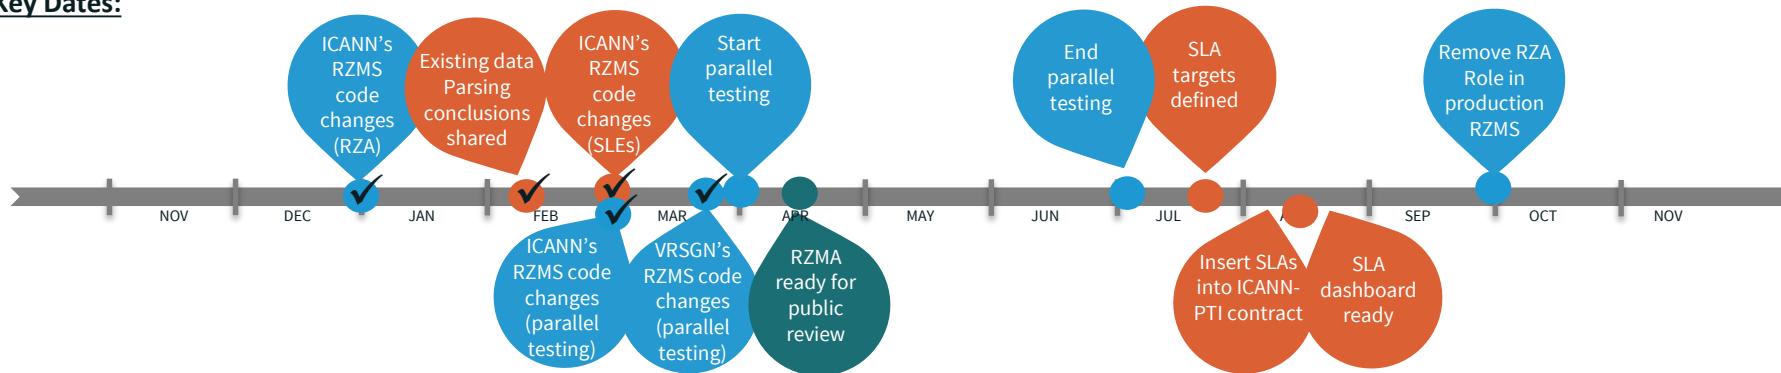 Key Dates:
ICANN's
RZMS
code
changes
(RZA)
Existing data
Parsing
conclusions
shared
ICANN's
RZMS
code
changes
(SLEs)
Start
parallel
testing
End
parallel
testing
SLA
targets
defined
Remove RZA
Role in
production
RZMS
NOV
DEC
JAN
FEB
MAR
APR
MAY
JUN
JUL
SEP
OCT
NOV
ICANN's
RZMS code
changes
(parallel
testing)
VRSGN's
RZMS code
changes
(parallel
testing)
RZMA
ready for
public
review
Insert SLAs
into ICANN-
PTI contract
SLA
dashboard
ready